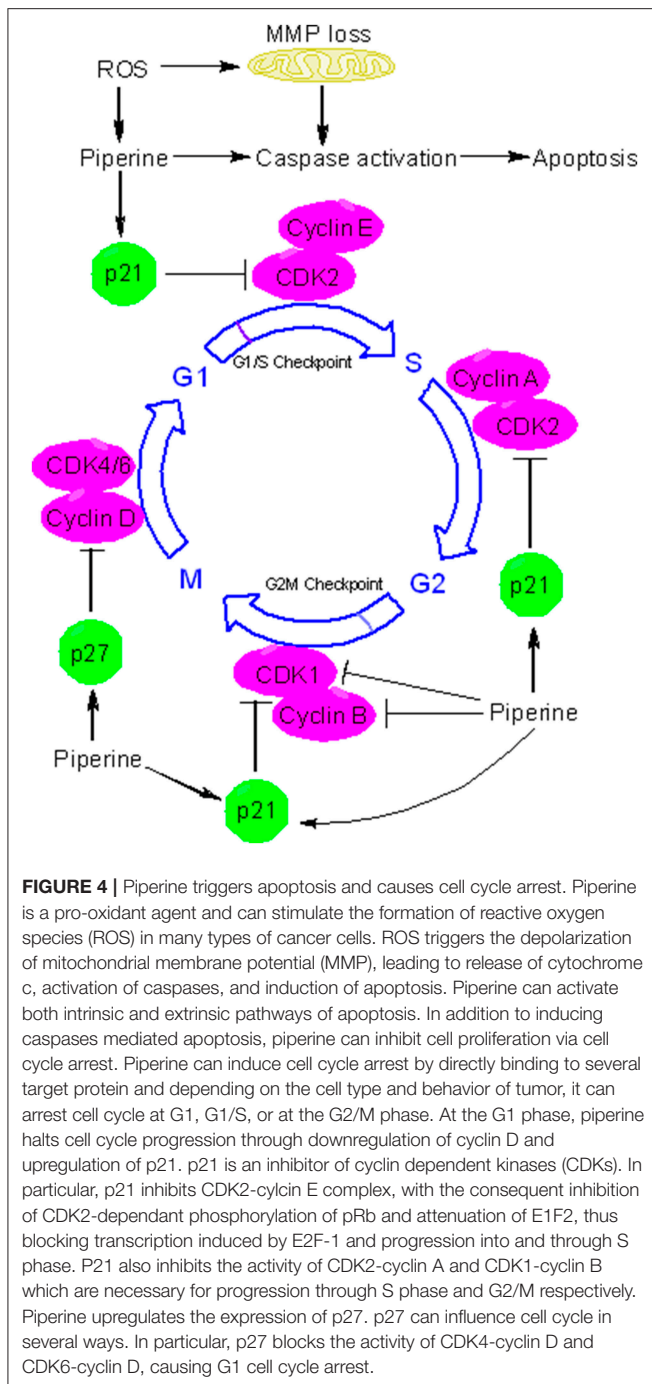 MMP loss
ROS
Piperine
Caspase activation
Apoptosis
Cyclin E
p21
CDK2
G1/S Checkpoint
G1
S
Cyclin A
CDK2
CDK4/6
Cyclin D
M
G2M Checkpoint
G2
p21
p27
CDK1
Cyclin B
Piperine
Piperine
p21
FIGURE 4 | Piperine triggers apoptosis and causes cell cycle arrest. Piperine
is a pro-oxidant agent and can stimulate the formation of reactive oxygen
species (ROS) in many types of cancer cells. ROS triggers the depolarization
of mitochondrial membrane potential (MMP), leading to release of cytochrome
c, activation of caspases, and induction of apoptosis. Piperine can activate
both intrinsic and extrinsic pathways of apoptosis. In addition to inducing
caspases mediated apoptosis, piperine can inhibit cell proliferation via cell
cycle arrest. Piperine can induce cell cycle arrest by directly binding to several
target protein and depending on the cell type and behavior of tumor, it can
arrest cell cycle at G1, G1/S, or at the G2/M phase. At the G1 phase, piperine
halts cell cycle progression through downregulation of cyclin D and
upregulation of p21. p21 is an inhibitor of cyclin dependent kinases (CDKs). In
particular, p21 inhibits CDK2-cylcin E complex, with the consequent inhibition
of CDK2-dependant phosphorylation of pRb and attenuation of E1F2, thus
blocking transcription induced by E2F-1 and progression into and through S
phase. P21 also inhibits the activity of CDK2-cyclin A and CDK1-cyclin B
which are necessary for progression through S phase and G2/M respectively.
Piperine upregulates the expression of p27. p27 can influence cell cycle in
several ways. In particular, p27 blocks the activity of CDK4-cyclin D and
CDK6-cyclin D, causing G1 cell cycle arrest.